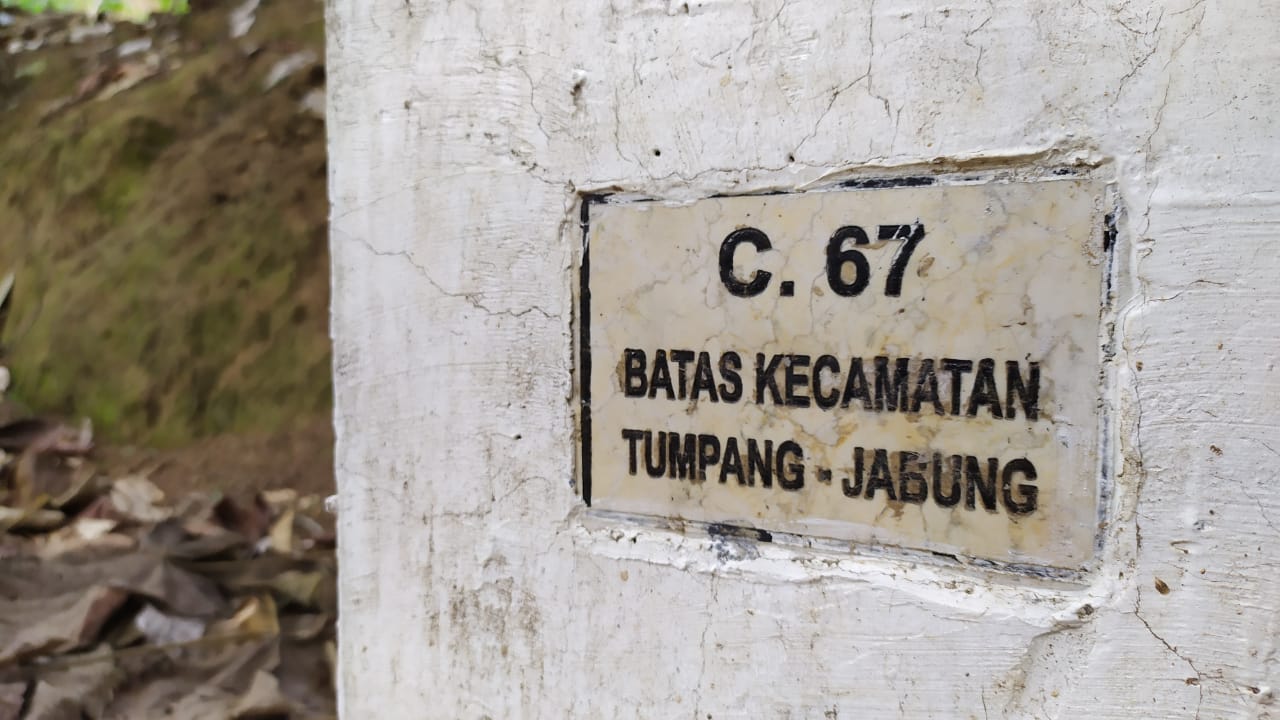 C. 67
BATAS KECAMATAN
TUMPANG - JABUNG